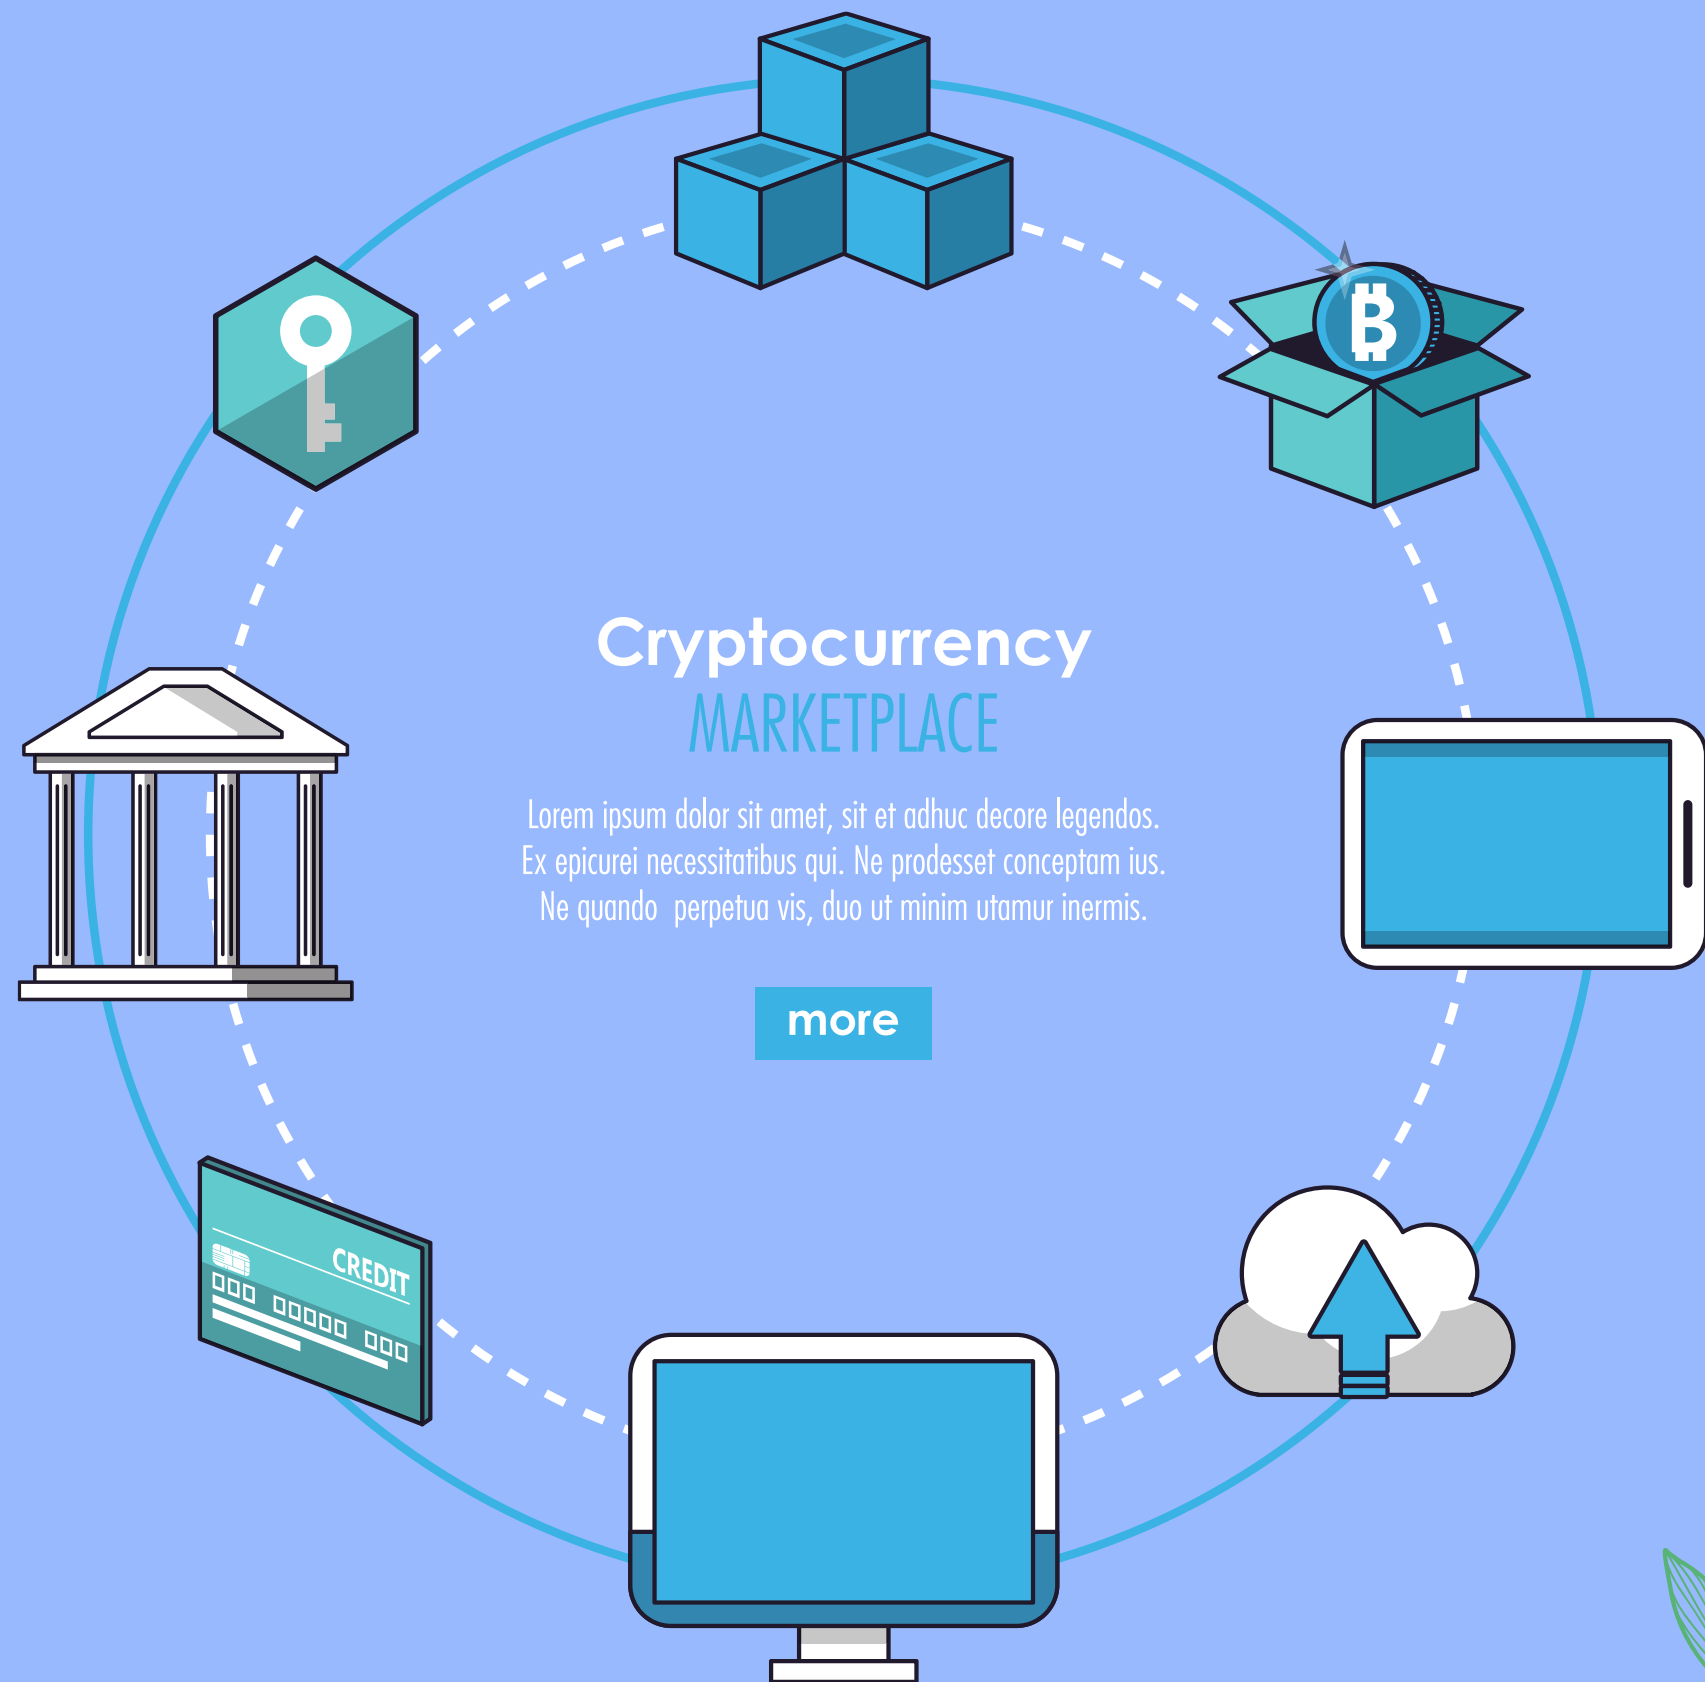 Cryptocurrency
MARKETPLACE
Lorem ipsum dolor sit amet, sit et adhuc decore legendos.
Ex epicurei necessitatibus qui. Ne prodesset conceptam ius.
Ne quando perpetua vis, duo ut minim utamur inermis.
more
CREDIT